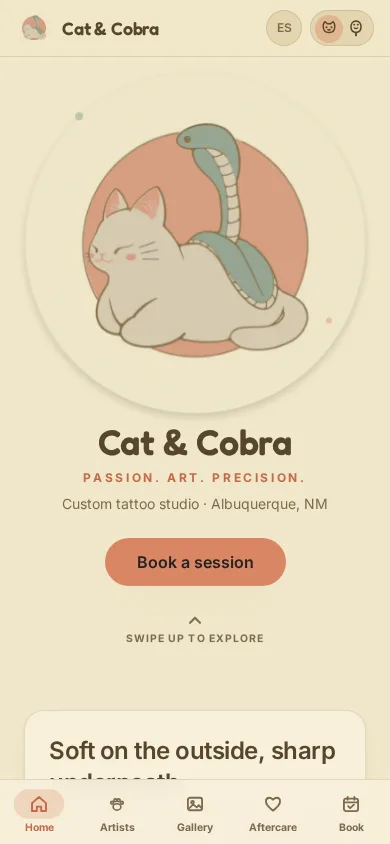 Cat & Cobra
ES
Cat & Cobra
PASSION. ART. PRECISION.
Custom tattoo studio · Albuquerque, NM
Book a session
SWIPE UP TO EXPLORE
Soft on the outside, sharp
underneath
Home
Artists
Gallery
Aftercare
Book